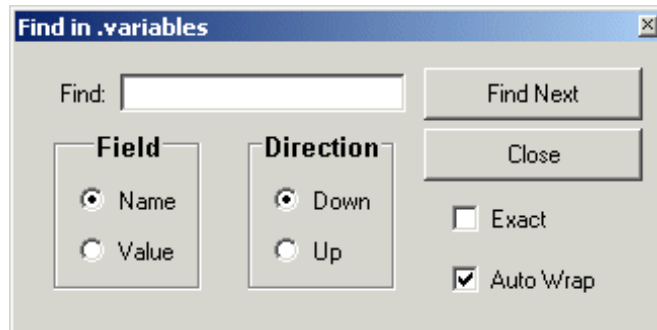 Find in .variables
Find:
Find Next
Close
Field
Name
Value
Direction
Down
Up
Exact
Auto Wrap